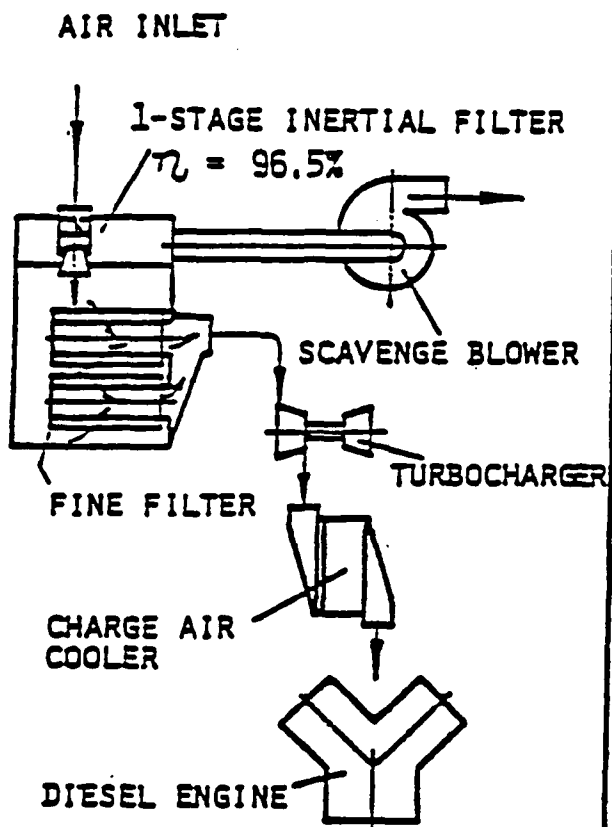 AIR INLET
1-STAGE INERTIAL FILTER
η = 96.5%
SCAVENGE BLOWER
TURBOCHARGER
FINE FILTER
CHARGE AIR
COOLER
DIESEL ENGINE